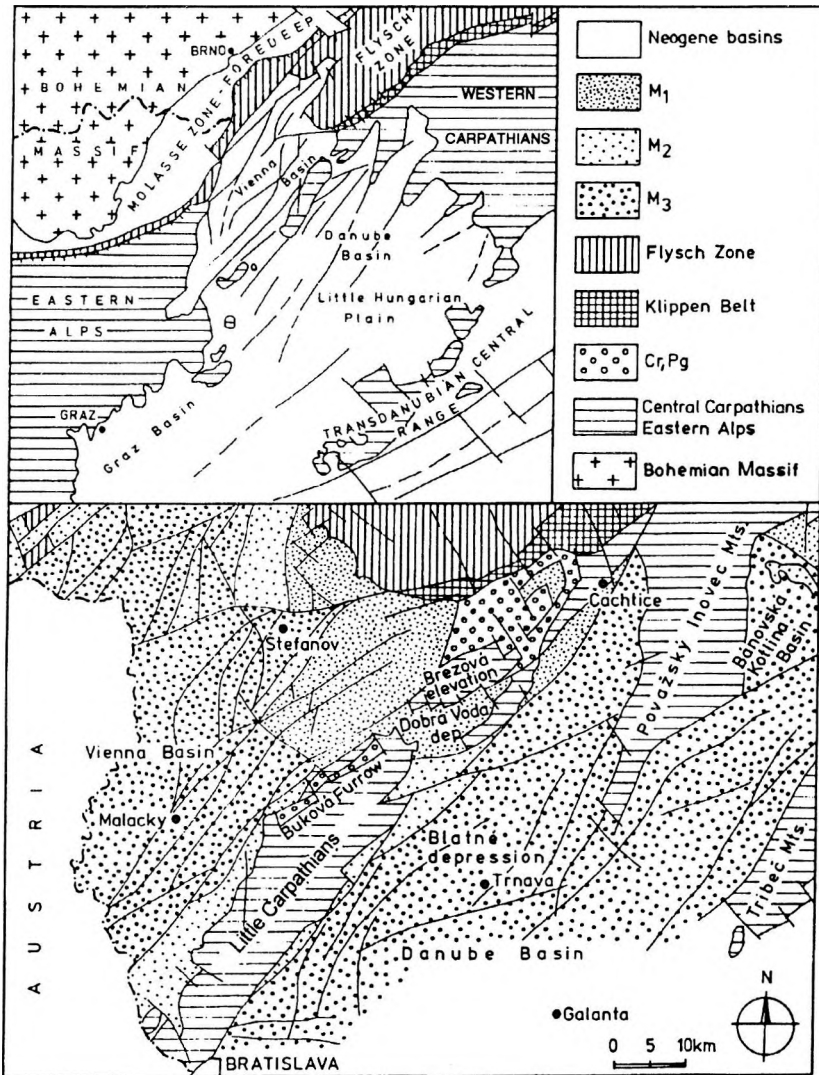 BRNO
BOHEMIAN
MASSIF
MOLASSE ZONE-FOREDEEP
FLYSCH
ZONE
WESTERN
CARPATHIANS
Vienna Basin
Danube
Basin
Little Hungarian
Plain
EASTERN
ALPS
GRAZ
Graz Basin
TRANSDANUBIAN CENTRAL
RANGE
Neogene basins
M1
M2
M3
Flysch Zone
Klippen Belt
Cr,Pg
Central Carpathians
Eastern Alps
Bohemian Massif
AUSTRIA
Štefanov
Čachtice
Brezová
elevation
Dobrá Voda
dep.
Považský Inovec Mts.
Bánovská
Kotlina
Basin
Vienna Basin
Malacky
Buková Furrow
Little Carpathians
Blatné
depression
Trnava
Tribeč Mts.
Danube Basin
Galanta
BRATISLAVA
N
0 5 10km